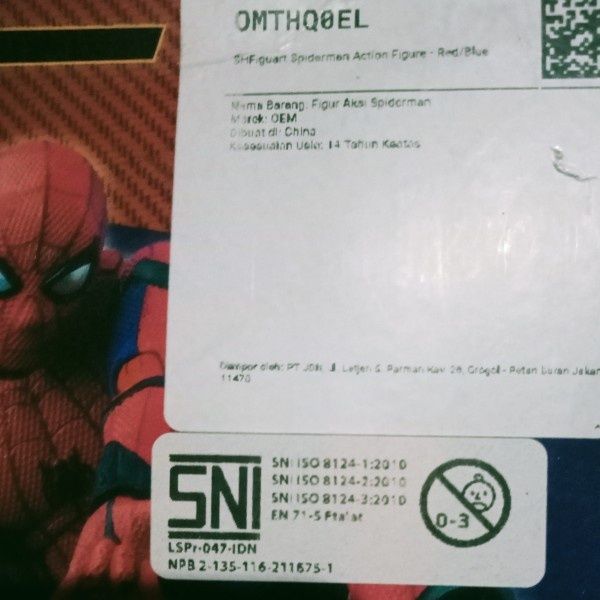 OMTHQ0EL
SHFiguart Spiderman Action Figure - Red/Blue
Nama Barang: Figur Aksi Spiderman
Merek: OEM
Dibuat di: China
Kesesuaian Usia: 14 Tahun Keatas
Diimpor oleh: PT JDN, Jl. Letjen S. Parman Kav 28, Grogol - Petamburan Jakar
11470
SNI
SNI ISO 8124-1:2010
SNI ISO 8124-2:2010
SNI ISO 8124-3:2010
EN 71-5 Ftalat
0-3
LSPr-047-IDN
NPB 2-135-116-211675-1